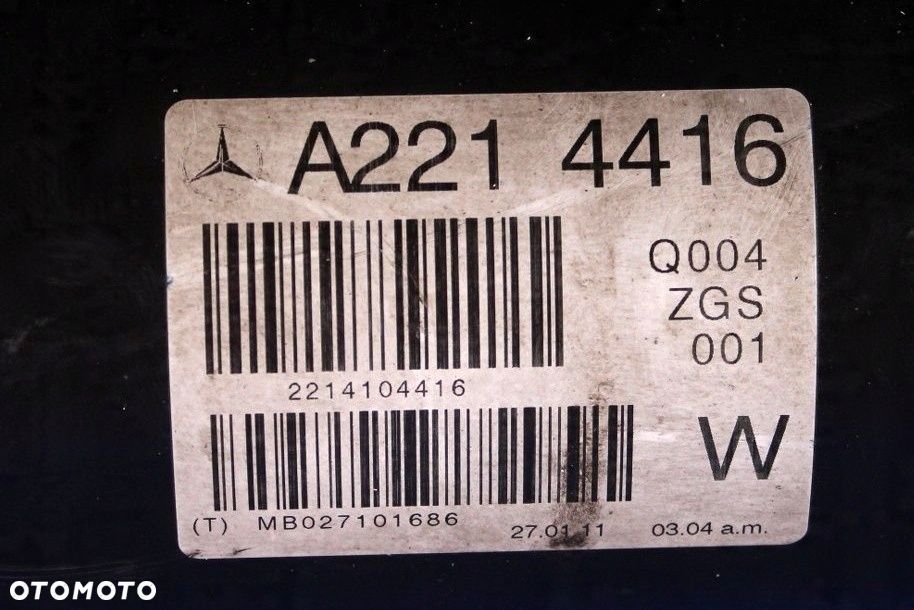 A221 4416
Q004
ZGS
001
2214104416
W
(T) MB027101686 27.01.11 03.04 a.m.
OTOMOTO